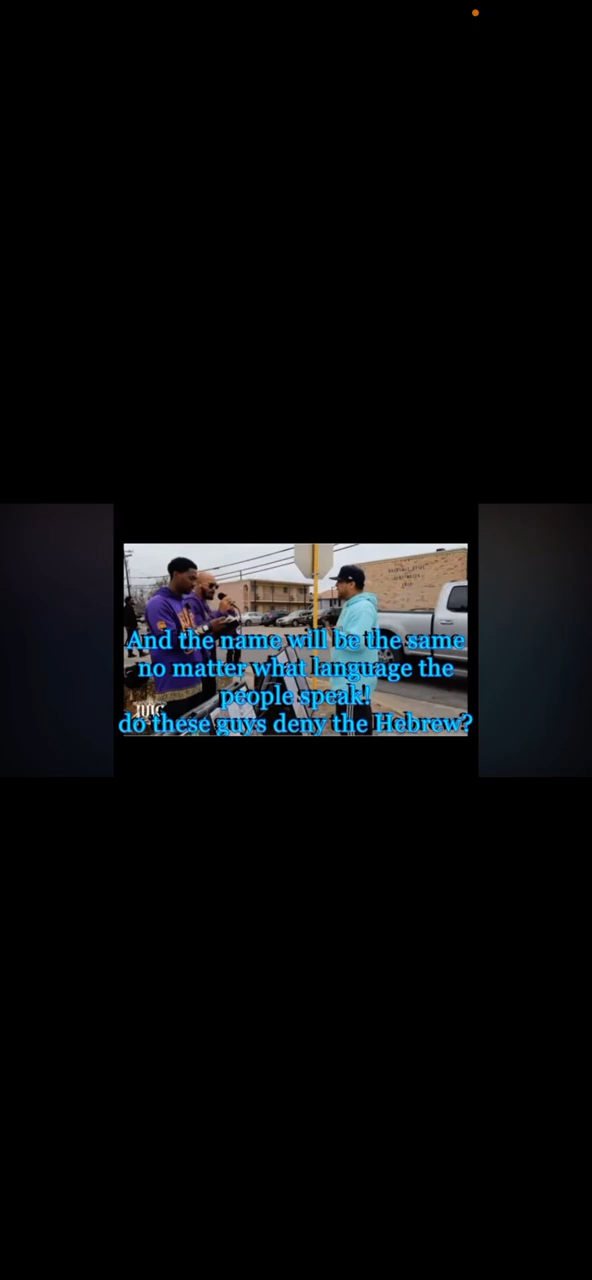 And the name will be the same
no matter what language the
people speak!
do these guys deny the Hebrew?